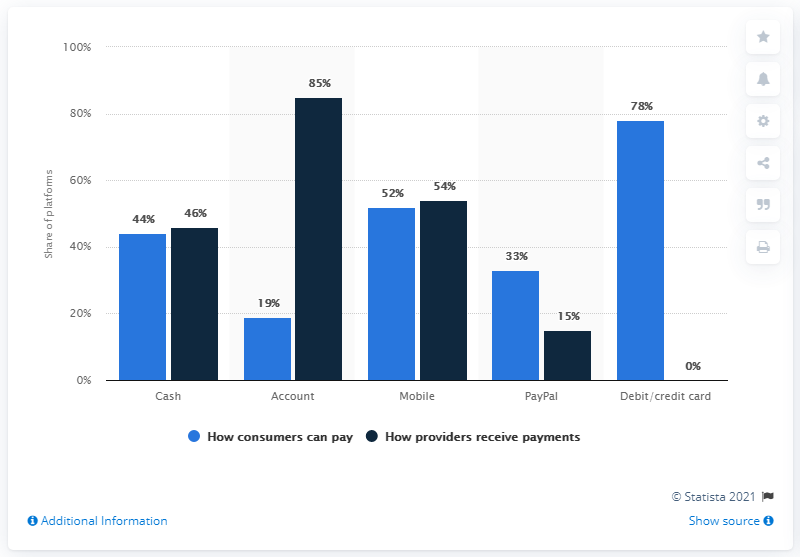 100%
80%
60%
40%
20%
0%
Share of platforms
44%
46%
19%
85%
52%
54%
33%
15%
78%
0%
Cash
Account
Mobile
PayPal
Debit/credit card
How consumers can pay
How providers receive payments
© Statista 2021
Additional Information
Show source